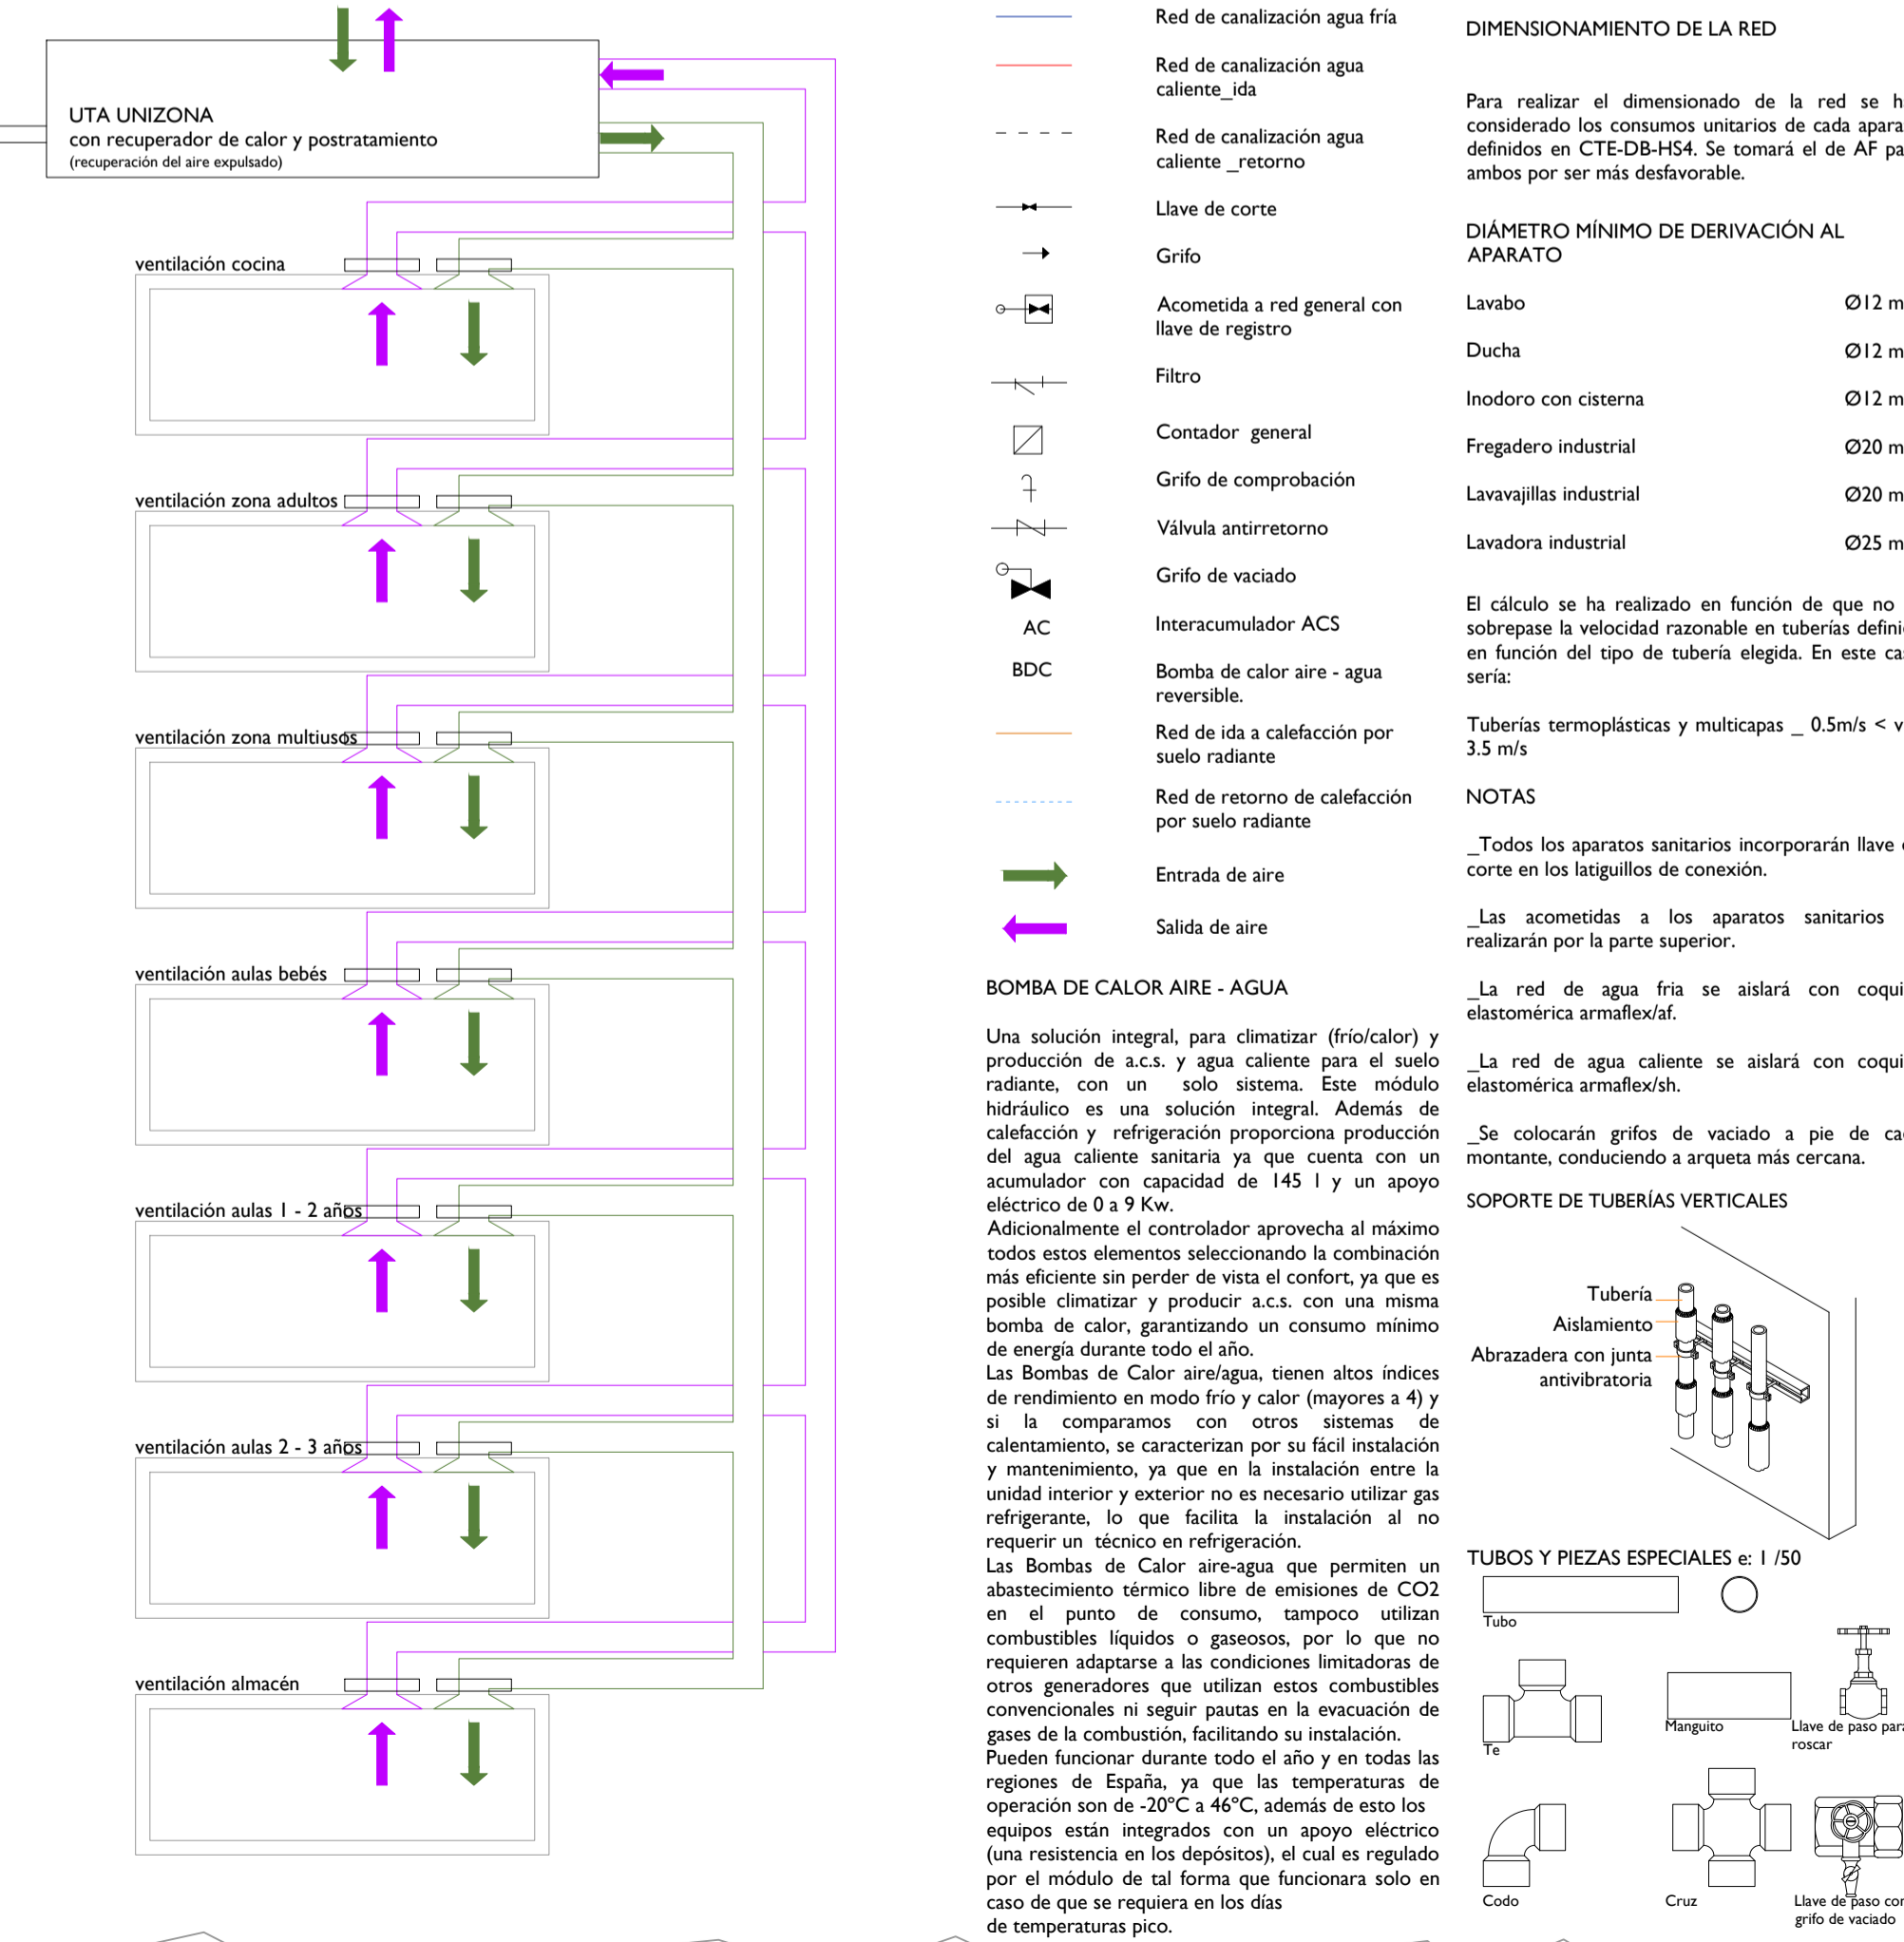 UTA UNIZONA
con recuperador de calor y postratamiento
(recuperación del aire expulsado)
ventilación cocina
ventilación zona adultos
ventilación zona multiusos
ventilación aulas bebés
ventilación aulas 1 - 2 años
ventilación aulas 2 - 3 años
ventilación almacén
Red de canalización agua fría
Red de canalización agua
caliente_ida
Red de canalización agua
caliente _retorno
Llave de corte
Grifo
Acometida a red general con
llave de registro
Filtro
Contador general
Grifo de comprobación
Válvula antirretorno
Grifo de vaciado
AC Interacumulador ACS
BDC Bomba de calor aire - agua
reversible.
Red de ida a calefacción por
suelo radiante
Red de retorno de calefacción
por suelo radiante
Entrada de aire
Salida de aire
BOMBA DE CALOR AIRE - AGUA
Una solución integral, para climatizar (frío/calor) y
producción de a.c.s. y agua caliente para el suelo
radiante, con un solo sistema. Este módulo
hidráulico es una solución integral. Además de
calefacción y refrigeración proporciona producción
del agua caliente sanitaria ya que cuenta con un
acumulador con capacidad de 145 l y un apoyo
eléctrico de 0 a 9 Kw.
Adicionalmente el controlador aprovecha al máximo
todos estos elementos seleccionando la combinación
más eficiente sin perder de vista el confort, ya que es
posible climatizar y producir a.c.s. con una misma
bomba de calor, garantizando un consumo mínimo
de energía durante todo el año.
Las Bombas de Calor aire/agua, tienen altos índices
de rendimiento en modo frío y calor (mayores a 4) y
si la comparamos con otros sistemas de
calentamiento, se caracterizan por su fácil instalación
y mantenimiento, ya que en la instalación entre la
unidad interior y exterior no es necesario utilizar gas
refrigerante, lo que facilita la instalación al no
requerir un técnico en refrigeración.
Las Bombas de Calor aire-agua que permiten un
abastecimiento térmico libre de emisiones de CO2
en el punto de consumo, tampoco utilizan
combustibles líquidos o gaseosos, por lo que no
requieren adaptarse a las condiciones limitadoras de
otros generadores que utilizan estos combustibles
convencionales ni seguir pautas en la evacuación de
gases de la combustión, facilitando su instalación.
Pueden funcionar durante todo el año y en todas las
regiones de España, ya que las temperaturas de
operación son de -20ºC a 46ºC, además de esto los
equipos están integrados con un apoyo eléctrico
(una resistencia en los depósitos), el cual es regulado
por el módulo de tal forma que funcionara solo en
caso de que se requiera en los días
de temperaturas pico.
DIMENSIONAMIENTO DE LA RED
Para realizar el dimensionado de la red se
considerado los consumos unitarios de cada
definidos en CTE-DB-HS4. Se tomará el de AF
ambos por ser más desfavorable.
DIÁMETRO MÍNIMO DE DERIVACIÓN AL
APARATO
Lavabo Ø12
Ducha Ø12
Inodoro con cisterna Ø12
Fregadero industrial Ø20
Lavavajillas industrial Ø20
Lavadora industrial Ø25
El cálculo se ha realizado en función de que no
sobrepase la velocidad razonable en tuberías
en función del tipo de tubería elegida. En este
sería:
Tuberías termoplásticas y multicapas _ 0.5m/s < v
3.5 m/s
NOTAS
_Todos los aparatos sanitarios incorporarán llave
corte en los latiguillos de conexión.
_Las acometidas a los aparatos sanitarios
realizarán por la parte superior.
_La red de agua fria se aislará con
elastomérica armaflex/af.
_La red de agua caliente se aislará con
elastomérica armaflex/sh.
_Se colocarán grifos de vaciado a pie de
montante, conduciendo a arqueta más cercana.
SOPORTE DE TUBERÍAS VERTICALES
Tubería
Aislamiento
Abrazadera con junta
antivibratoria
TUBOS Y PIEZAS ESPECIALES e: 1 /50
Tubo
Te
Manguito
Llave de paso para
roscar
Codo
Cruz
Llave de paso con
grifo de vaciado